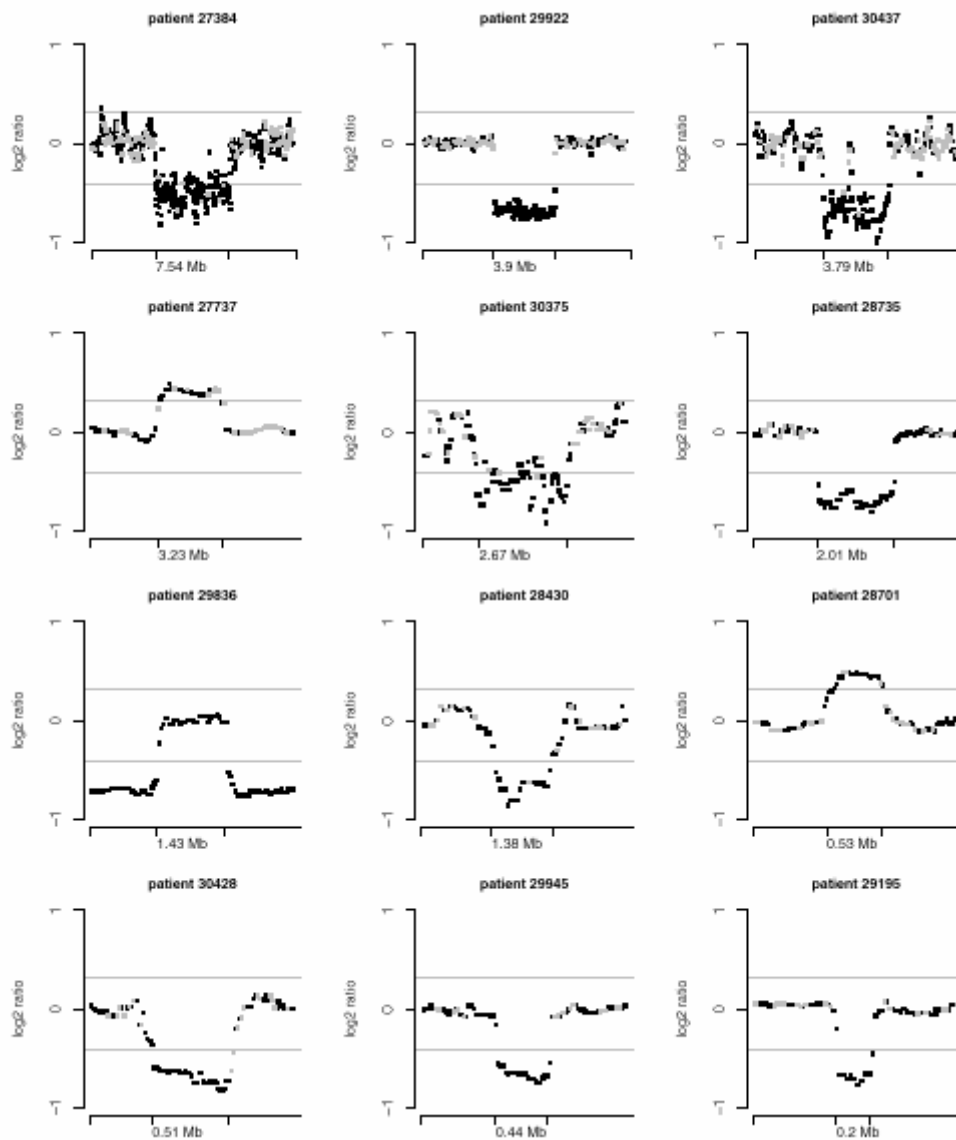 patient 27384 patient 29922 patient 30437
1 1 1
log2 ratio log2 ratio log2 ratio
0 0 0
-1 -1 -1
7.54 Mb 3.9 Mb 3.79 Mb
patient 27737 patient 30375 patient 28735
1 1 1
log2 ratio log2 ratio log2 ratio
0 0 0
-1 -1 -1
3.23 Mb 2.67 Mb 2.01 Mb
patient 29836 patient 28430 patient 28701
1 1 1
log2 ratio log2 ratio log2 ratio
0 0 0
-1 -1 -1
1.43 Mb 1.38 Mb 0.53 Mb
patient 30428 patient 29945 patient 29195
1 1 1
log2 ratio log2 ratio log2 ratio
0 0 0
-1 -1 -1
0.51 Mb 0.44 Mb 0.2 Mb